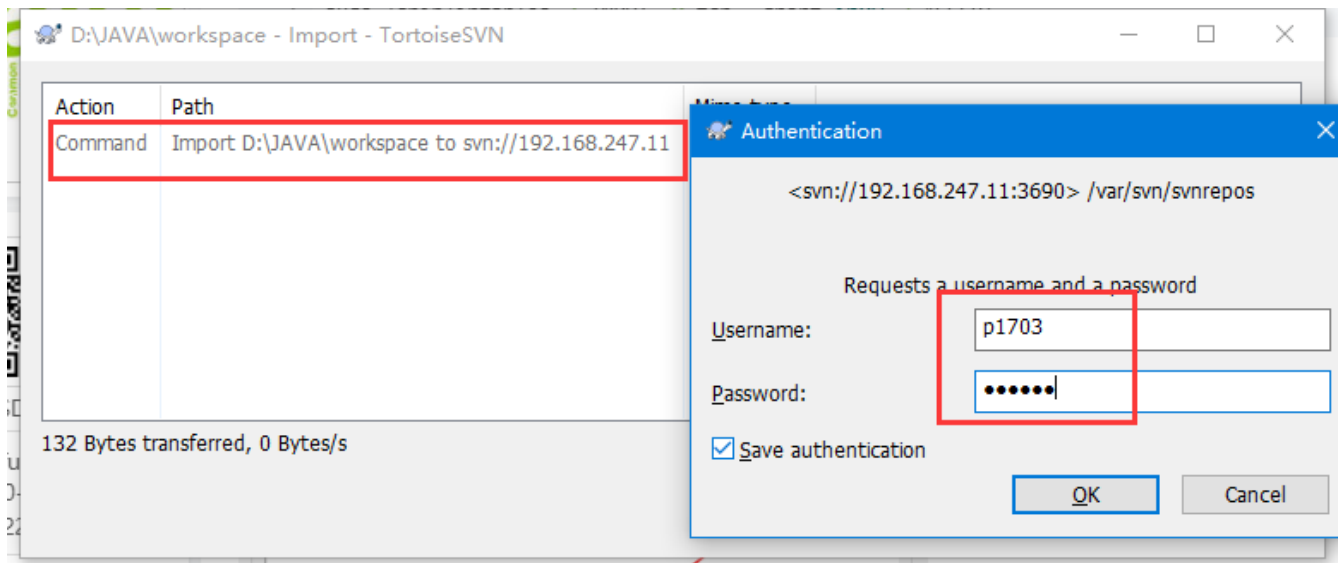 D:\JAVA\workspace - Import - TortoiseSVN
Action Path
Command Import D:\JAVA\workspace to svn://192.168.247.11
132 Bytes transferred, 0 Bytes/s
Authentication
<svn://192.168.247.11:3690> /var/svn/svnrepos
Requests a username and a password
Username: p1703
Password: ●●●●●●
Save authentication
OK Cancel